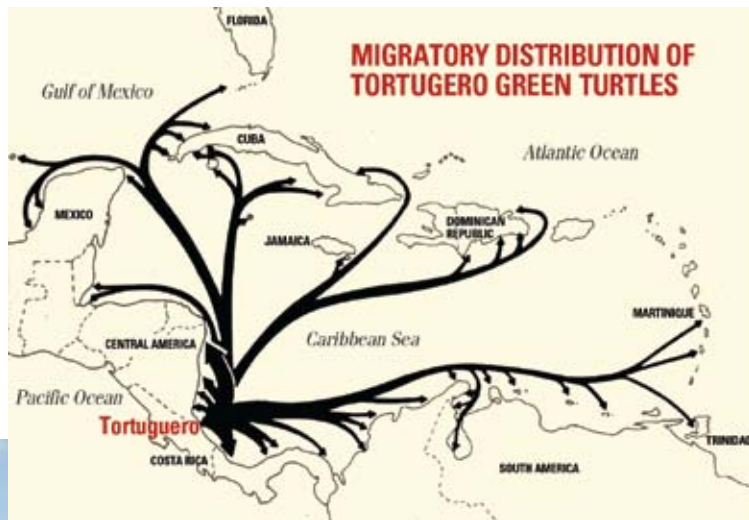 FLORIDA
MIGRATORY DISTRIBUTION OF
TORTUGERO GREEN TURTLES
Gulf of Mexico
CUBA
Atlantic Ocean
MEXICO
DOMINICAN
REPUBLIC
JAMAICA
MARTINIQUE
CENTRAL AMERICA
Caribbean Sea
Pacific Ocean
Tortuguero
TRINIDAD
COSTA RICA
SOUTH AMERICA